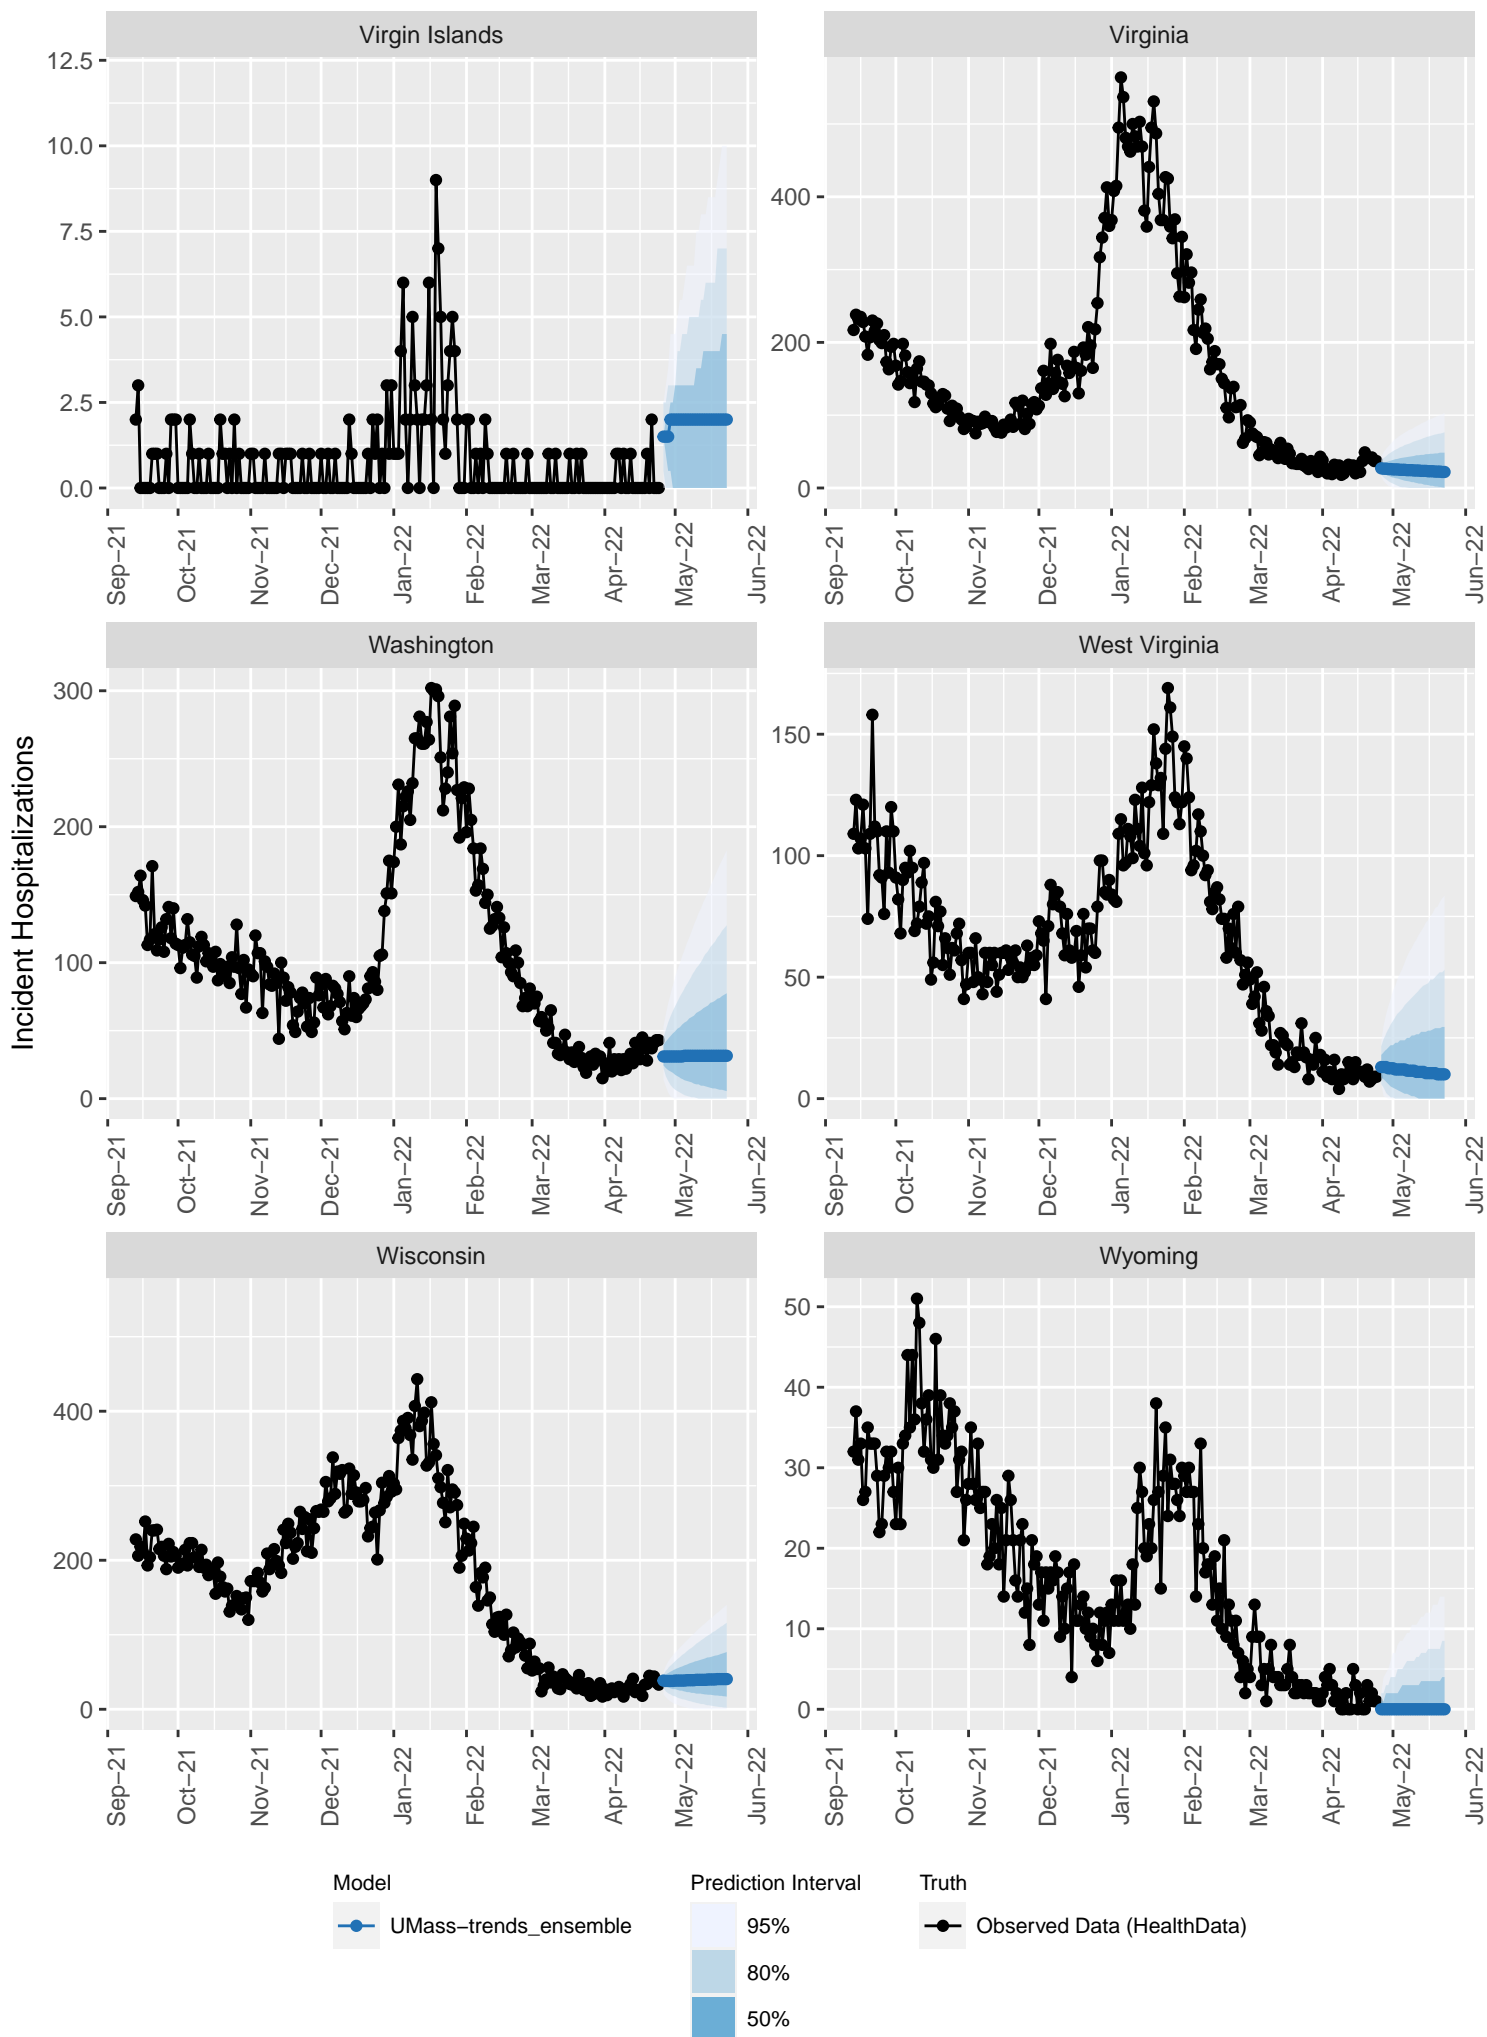 Virgin Islands
Virginia
12.5
10.0
7.5
5.0
2.5
0.0
400
200
0
Sep−21
Oct−21
Nov−21
Dec−21
Jan−22
Feb−22
Mar−22
Apr−22
May−22
Jun−22
Sep−21
Oct−21
Nov−21
Dec−21
Jan−22
Feb−22
Mar−22
Apr−22
May−22
Jun−22
Incident Hospitalizations
Washington
West Virginia
300
200
100
0
150
100
50
0
Sep−21
Oct−21
Nov−21
Dec−21
Jan−22
Feb−22
Mar−22
Apr−22
May−22
Jun−22
Sep−21
Oct−21
Nov−21
Dec−21
Jan−22
Feb−22
Mar−22
Apr−22
May−22
Jun−22
Wisconsin
Wyoming
400
200
0
50
40
30
20
10
0
Sep−21
Oct−21
Nov−21
Dec−21
Jan−22
Feb−22
Mar−22
Apr−22
May−22
Jun−22
Sep−21
Oct−21
Nov−21
Dec−21
Jan−22
Feb−22
Mar−22
Apr−22
May−22
Jun−22
Model
UMass−trends_ensemble
Prediction Interval
95%
80%
50%
Truth
Observed Data (HealthData)